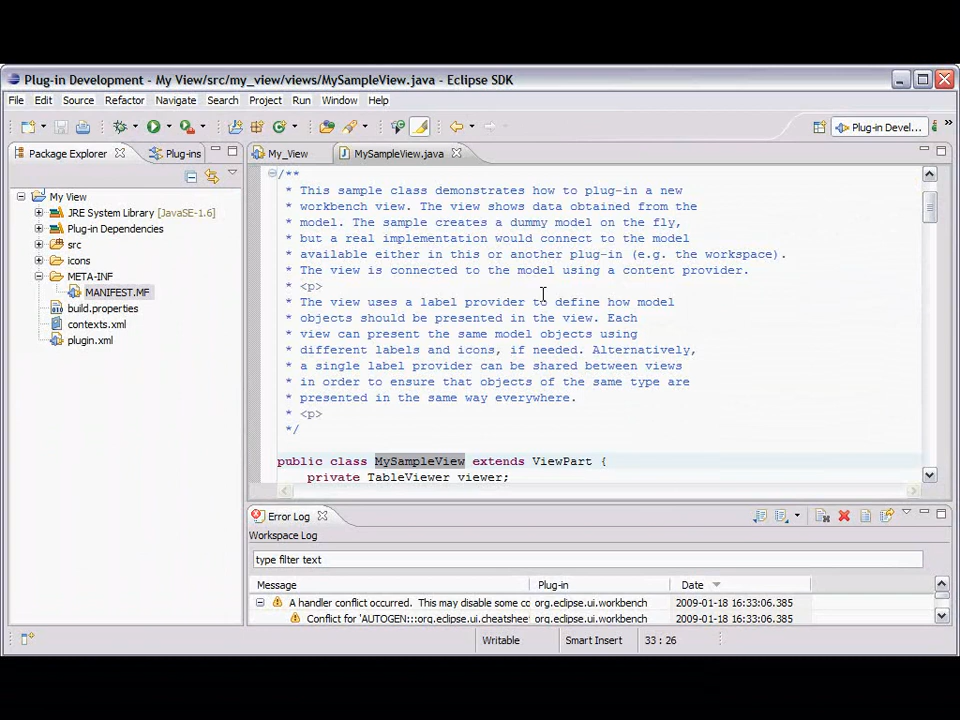 Plug-in Development - My View/src/my_view/views/MySampleView.java - Eclipse SDK
File Edit Source Refactor Navigate Search Project Run Window Help
Plug-in Devel... »
Package Explorer Plug-ins
My_View MySampleView.java
My View
JRE System Library [JavaSE-1.6]
Plug-in Dependencies
src
icons
META-INF
MANIFEST.MF
build.properties
contexts.xml
plugin.xml
/**
* This sample class demonstrates how to plug-in a new
* workbench view. The view shows data obtained from the
* model. The sample creates a dummy model on the fly,
* but a real implementation would connect to the model
* available either in this or another plug-in (e.g. the workspace).
* The view is connected to the model using a content provider.
* <p>
* The view uses a label provider to define how model
* objects should be presented in the view. Each
* view can present the same model objects using
* different labels and icons, if needed. Alternatively,
* a single label provider can be shared between views
* in order to ensure that objects of the same type are
* presented in the same way everywhere.
* <p>
*/
public class MySampleView extends ViewPart {
private TableViewer viewer;
Error Log
Workspace Log
type filter text
Message Plug-in Date
A handler conflict occurred. This may disable some co org.eclipse.ui.workbench 2009-01-18 16:33:06.385
Conflict for 'AUTOGEN:::org.eclipse.ui.cheatshee org.eclipse.ui.workbench 2009-01-18 16:33:06.385
Writable Smart Insert 33 : 26